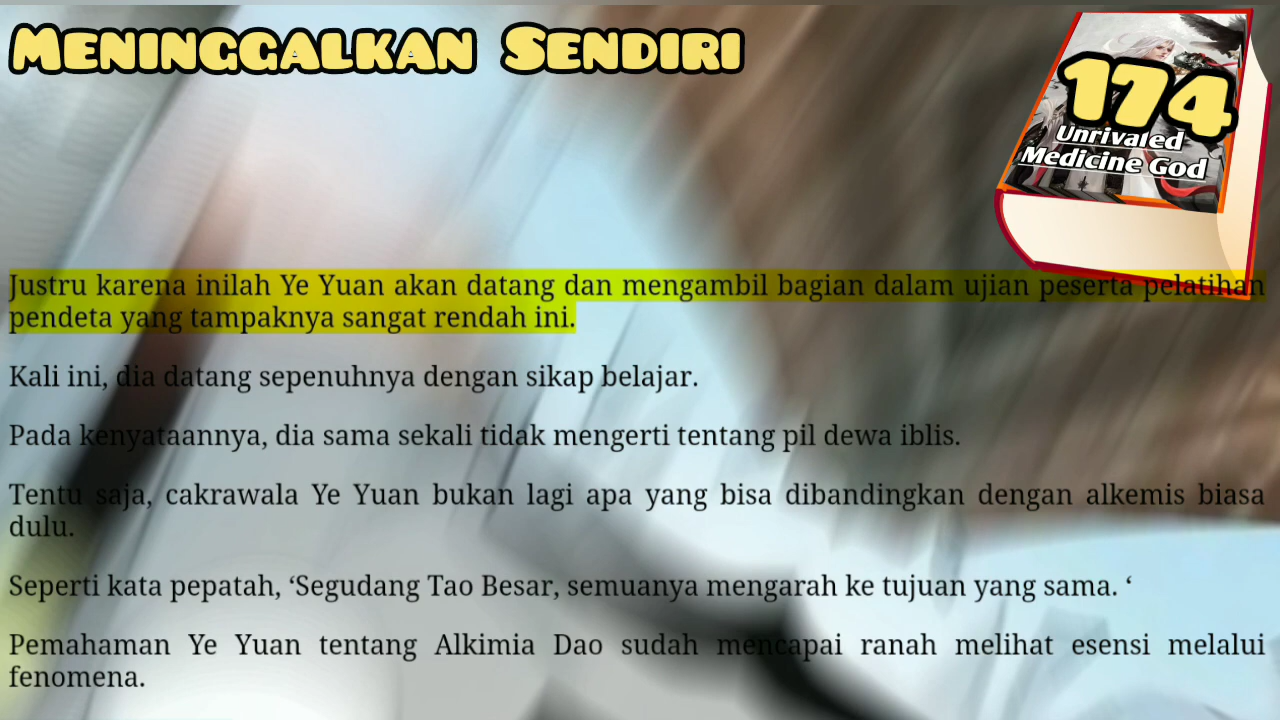 Meninggalkan Sendiri
174
Unrivaled
Medicine God
Justru karena inilah Ye Yuan akan datang dan mengambil bagian dalam ujian peserta pelatihan
pendeta yang tampaknya sangat rendah ini.
Kali ini, dia datang sepenuhnya dengan sikap belajar.
Pada kenyataannya, dia sama sekali tidak mengerti tentang pil dewa iblis.
Tentu saja, cakrawala Ye Yuan bukan lagi apa yang bisa dibandingkan dengan alkemis biasa
dulu.
Seperti kata pepatah, ‘Segudang Tao Besar, semuanya mengarah ke tujuan yang sama. ‘
Pemahaman Ye Yuan tentang Alkimia Dao sudah mencapai ranah melihat esensi melalui
fenomena.